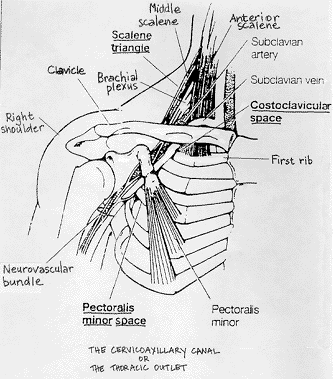 Middle
scalene
Anterior
scalene
Scalene
triangle
Subclavian
artery
Clavicle
Brachial
plexus
Subclavian vein
Costoclavicular
space
Right
shoulder
First rib
Neurovascular
bundle
Pectoralis
minor space
Pectoralis
minor
THE CERVICOAXILLARY CANAL
OR
THE THORACIC OUTLET